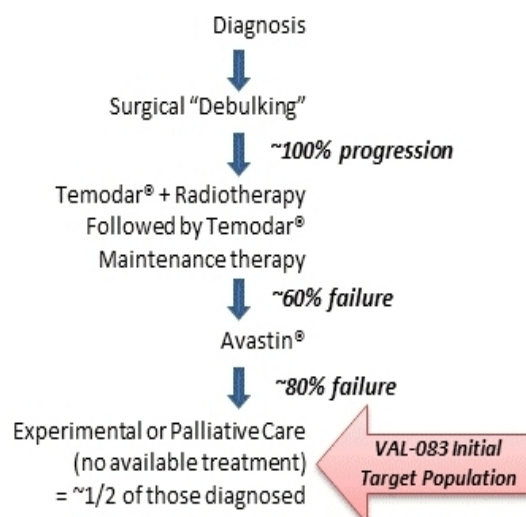 Diagnosis
Surgical “Debulking”
~100% progression
Temodar® + Radiotherapy
Followed by Temodar®
Maintenance therapy
~60% failure
Avastin®
~80% failure
Experimental or Palliative Care
(no available treatment)
= ~1/2 of those diagnosed
VAL-083 Initial
Target Population